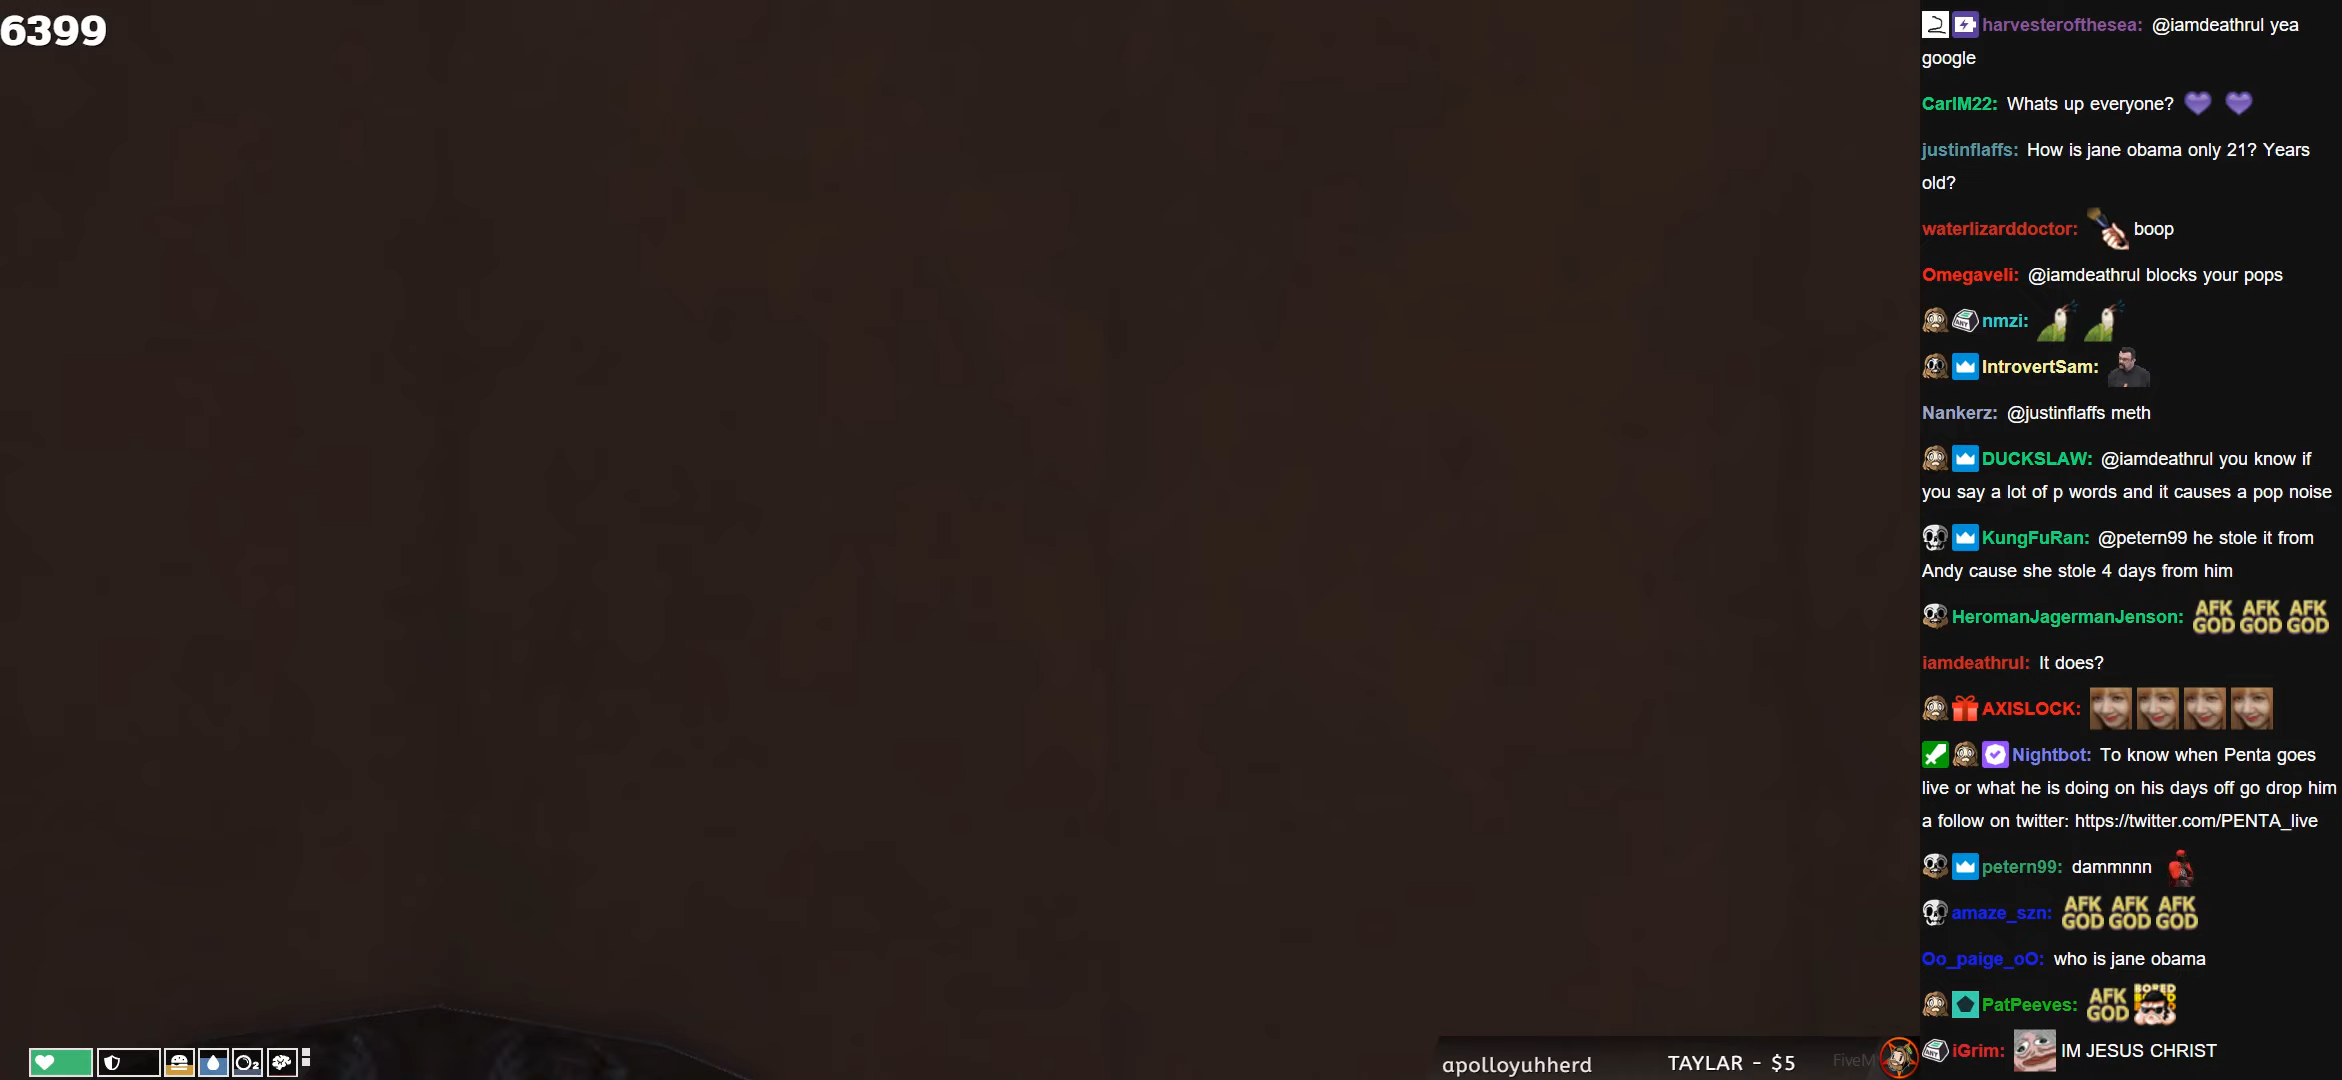 6399
harvesterofthesea: @iamdeathrul yea
google
CarlM22: Whats up everyone?
justinflaffs: How is jane obama only 21? Years
old?
waterlizarddoctor: boop
Omegaveli: @iamdeathrul blocks your pops
nmzi:
IntrovertSam:
Nankerz: @justinflaffs meth
DUCKSLAW: @iamdeathrul you know if
you say a lot of p words and it causes a pop noise
KungFuRan: @petern99 he stole it from
Andy cause she stole 4 days from him
HeromanJagermanJenson: AFK GOD AFK GOD AFK GOD
iamdeathrul: It does?
AXISLOCK:
Nightbot: To know when Penta goes
live or what he is doing on his days off go drop him
a follow on twitter: https://twitter.com/PENTA_live
petern99: dammnnn
amaze_szn: AFK GOD AFK GOD AFK GOD
Oo_paige_oO: who is jane obama
PatPeeves: AFK GOD BORED
iGrim: IM JESUS CHRIST
O2
apolloyuhherd TAYLAR - $5 FiveM